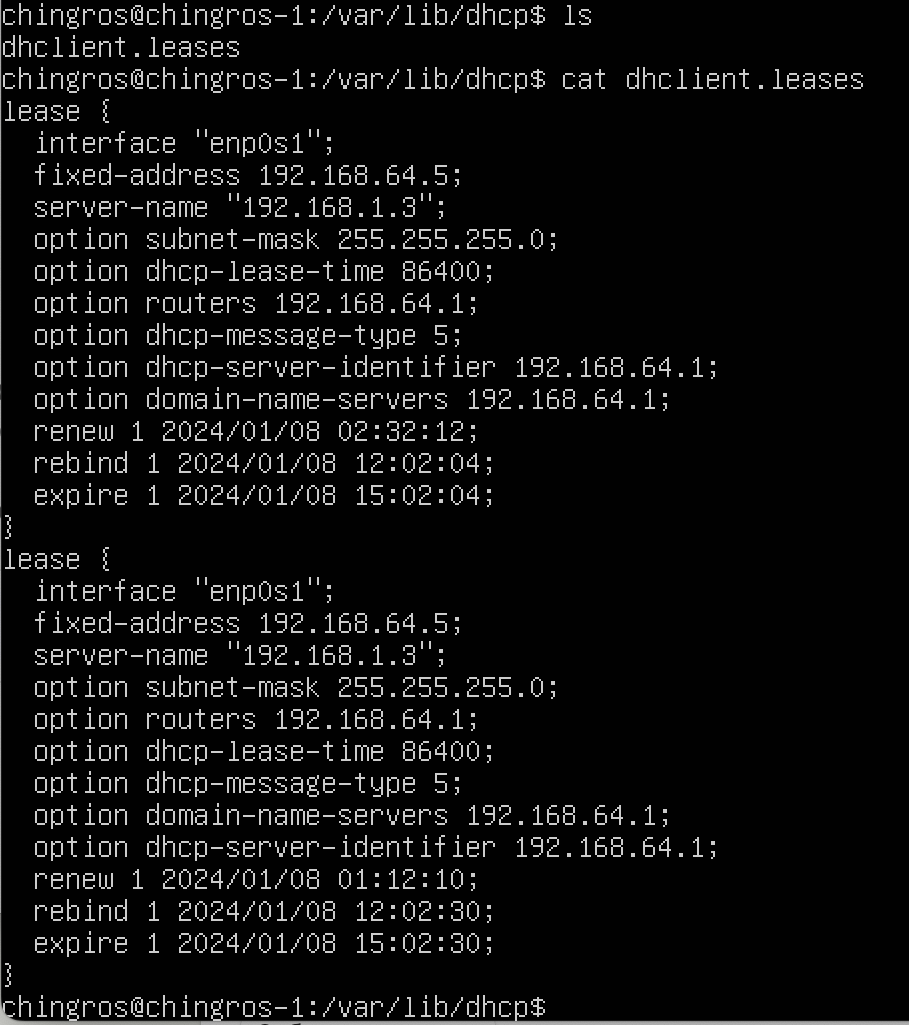 chingros@chingros-1:/var/lib/dhcp$ ls
dhclient.leases
chingros@chingros-1:/var/lib/dhcp$ cat dhclient.leases
lease {
  interface "enp0s1";
  fixed-address 192.168.64.5;
  server-name "192.168.1.3";
  option subnet-mask 255.255.255.0;
  option dhcp-lease-time 86400;
  option routers 192.168.64.1;
  option dhcp-message-type 5;
  option dhcp-server-identifier 192.168.64.1;
  option domain-name-servers 192.168.64.1;
  renew 1 2024/01/08 02:32:12;
  rebind 1 2024/01/08 12:02:04;
  expire 1 2024/01/08 15:02:04;
}
lease {
  interface "enp0s1";
  fixed-address 192.168.64.5;
  server-name "192.168.1.3";
  option subnet-mask 255.255.255.0;
  option routers 192.168.64.1;
  option dhcp-lease-time 86400;
  option dhcp-message-type 5;
  option domain-name-servers 192.168.64.1;
  option dhcp-server-identifier 192.168.64.1;
  renew 1 2024/01/08 01:12:10;
  rebind 1 2024/01/08 12:02:30;
  expire 1 2024/01/08 15:02:30;
}
chingros@chingros-1:/var/lib/dhcp$